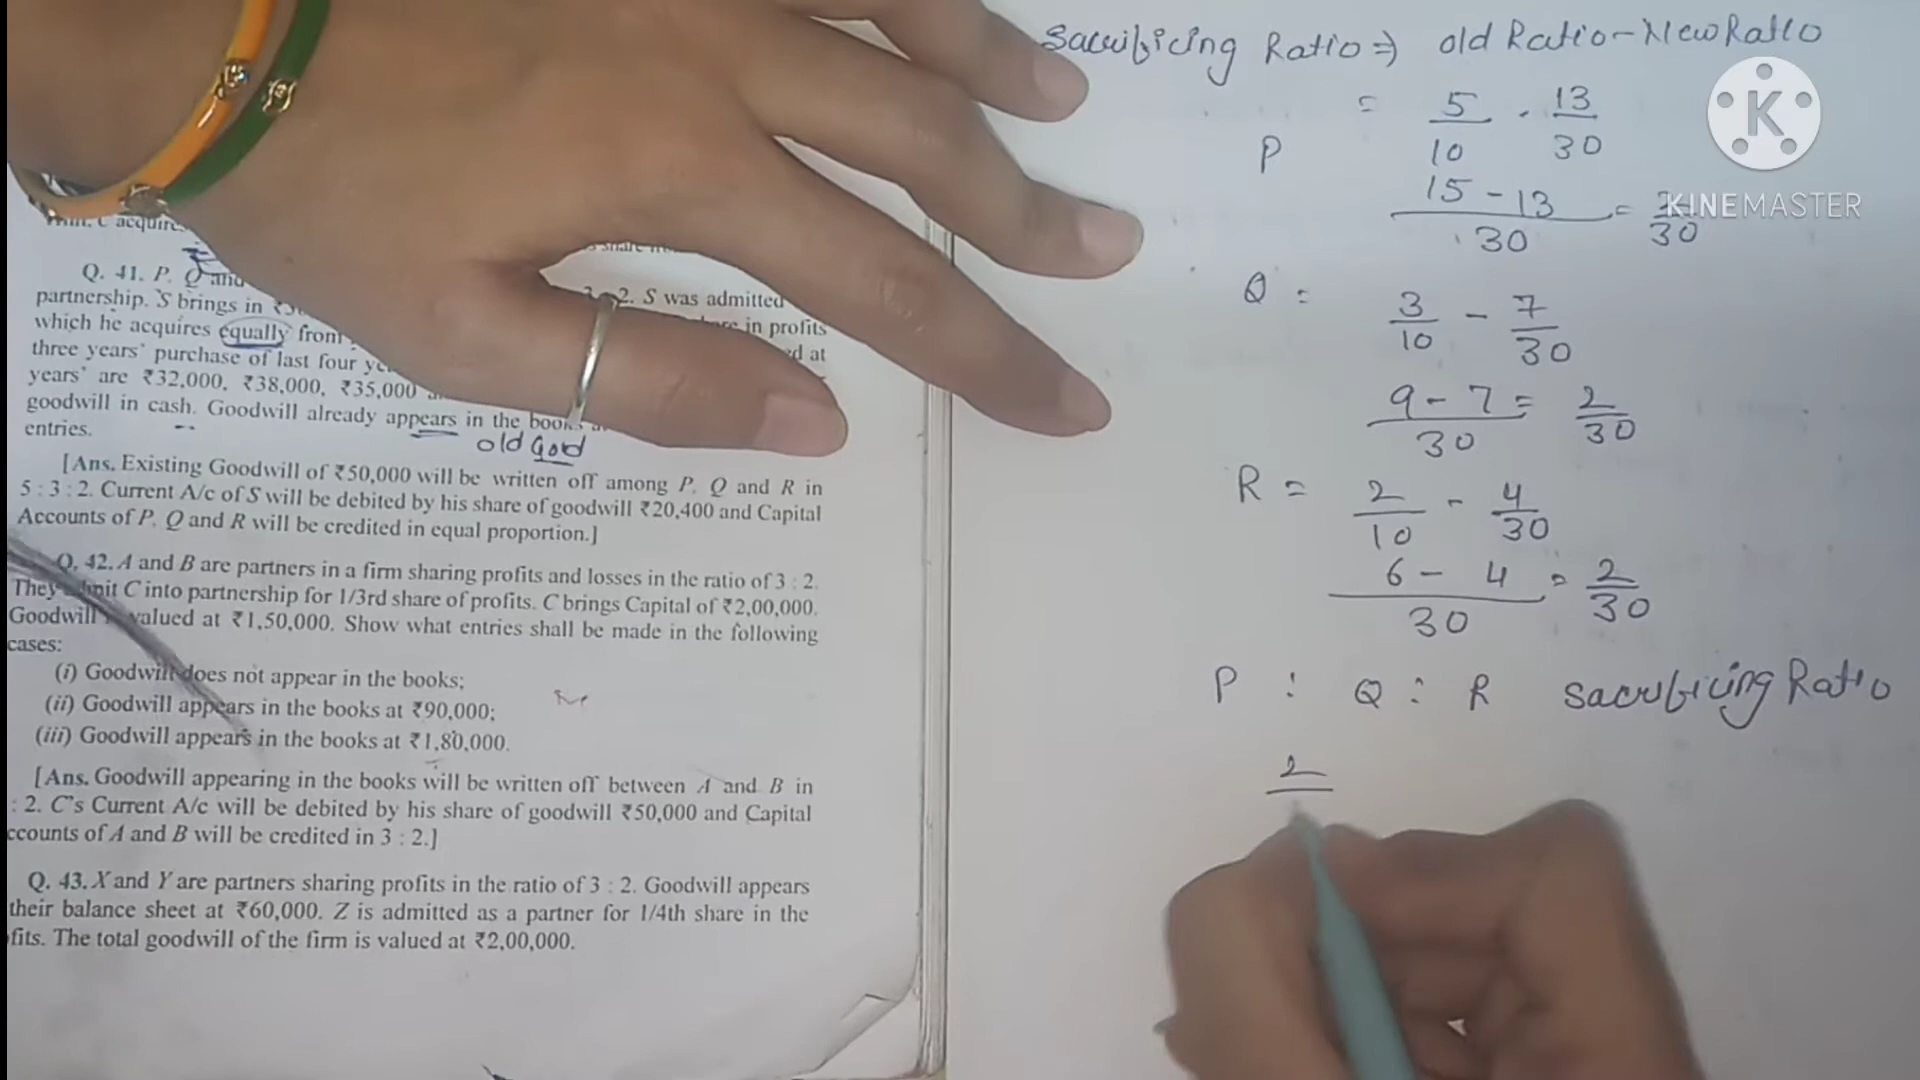 C acquire
share
Q. 41. P, Q and 2. S was admitted
partnership. S brings in in profits
which he acquires equally from at
three years' purchase of last four
years' are ₹32,000, ₹38,000, ₹35,000
goodwill in cash. Goodwill already appears in the books
entries.
old Good
[Ans. Existing Goodwill of ₹50,000 will be written off among P, Q and R in
5 : 3 : 2. Current A/c of S will be debited by his share of goodwill ₹20,400 and Capital
Accounts of P, Q and R will be credited in equal proportion.]
Q. 42. A and B are partners in a firm sharing profits and losses in the ratio of 3 : 2.
They admit C into partnership for 1/3rd share of profits. C brings Capital of ₹2,00,000.
Goodwill valued at ₹1,50,000. Show what entries shall be made in the following
cases:
(i) Goodwill does not appear in the books;
(ii) Goodwill appears in the books at ₹90,000;
(iii) Goodwill appears in the books at ₹1,80,000.
[Ans. Goodwill appearing in the books will be written off between A and B in
: 2. C's Current A/c will be debited by his share of goodwill ₹50,000 and Capital
ccounts of A and B will be credited in 3 : 2.]
Q. 43. X and Y are partners sharing profits in the ratio of 3 : 2. Goodwill appears
their balance sheet at ₹60,000. Z is admitted as a partner for 1/4th share in the
fits. The total goodwill of the firm is valued at ₹2,00,000.
Sacrificing Ratio ⇒ old Ratio - New Ratio
P = 5/10 - 13/30
15 - 13/30 = 2/30
Q = 3/10 - 7/30
9 - 7/30 = 2/30
R = 2/10 - 4/30
6 - 4/30 = 2/30
P : Q : R Sacrificing Ratio
2
K
KINEMASTER